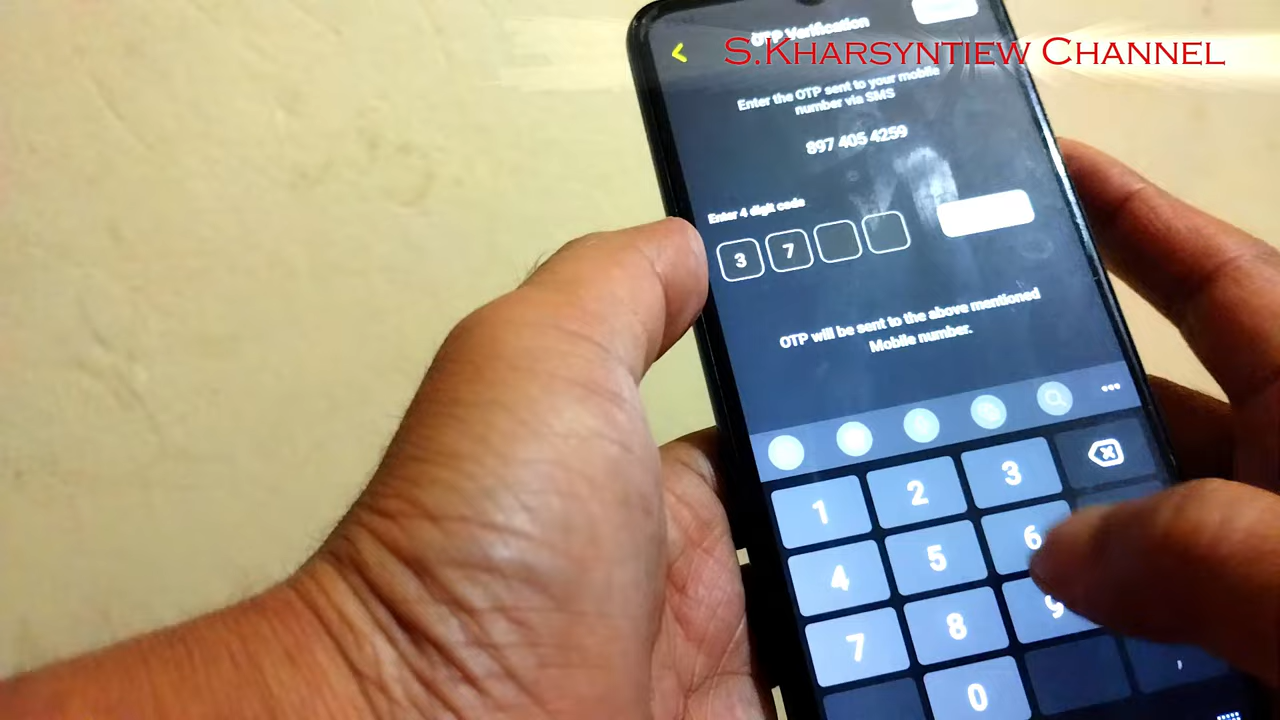 OTP Verification
S.Kharsyntiew Channel
Enter the OTP sent to your mobile
number via SMS
897 405 4259
Enter 4 digit code
3 7
OTP will be sent to the above mentioned
Mobile number.
1 2 3
4 5 6
7 8 9
0 ,